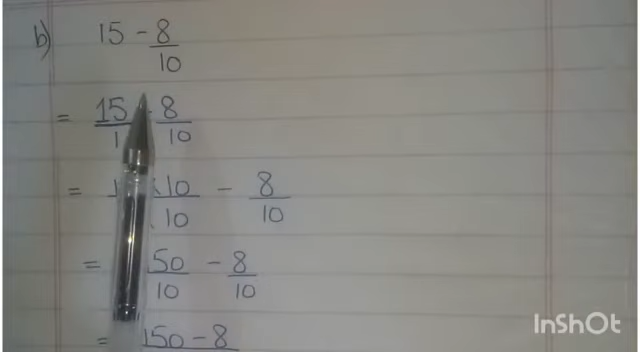 b) 15 - 8/10
= 15/1 - 8/10
= 10/10 - 8/10
= 50/10 - 8/10
= 150 - 8
InShOt